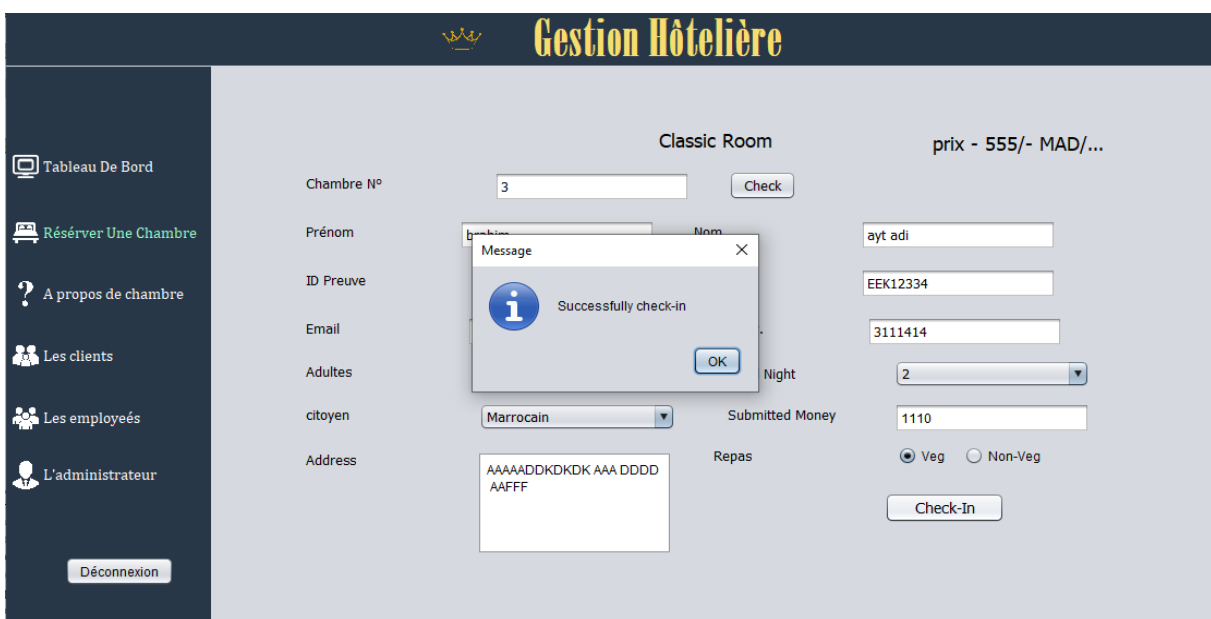 Gestion Hôtelière
Classic Room
prix - 555/- MAD/...
Tableau De Bord
Chambre Nº
3
Check
Résérver Une Chambre
Prénom
brahim
Nom
ayt adi
Message
A propos de chambre
ID Preuve
EEK12334
Successfully check-in
Les clients
Email
3111414
OK
Adultes
Night
2
Les employeés
citoyen
Marrocain
Submitted Money
1110
L'administrateur
Address
AAAAADDKDKDK AAA DDDD
AAFFF
Repas
Veg
Non-Veg
Check-In
Déconnexion